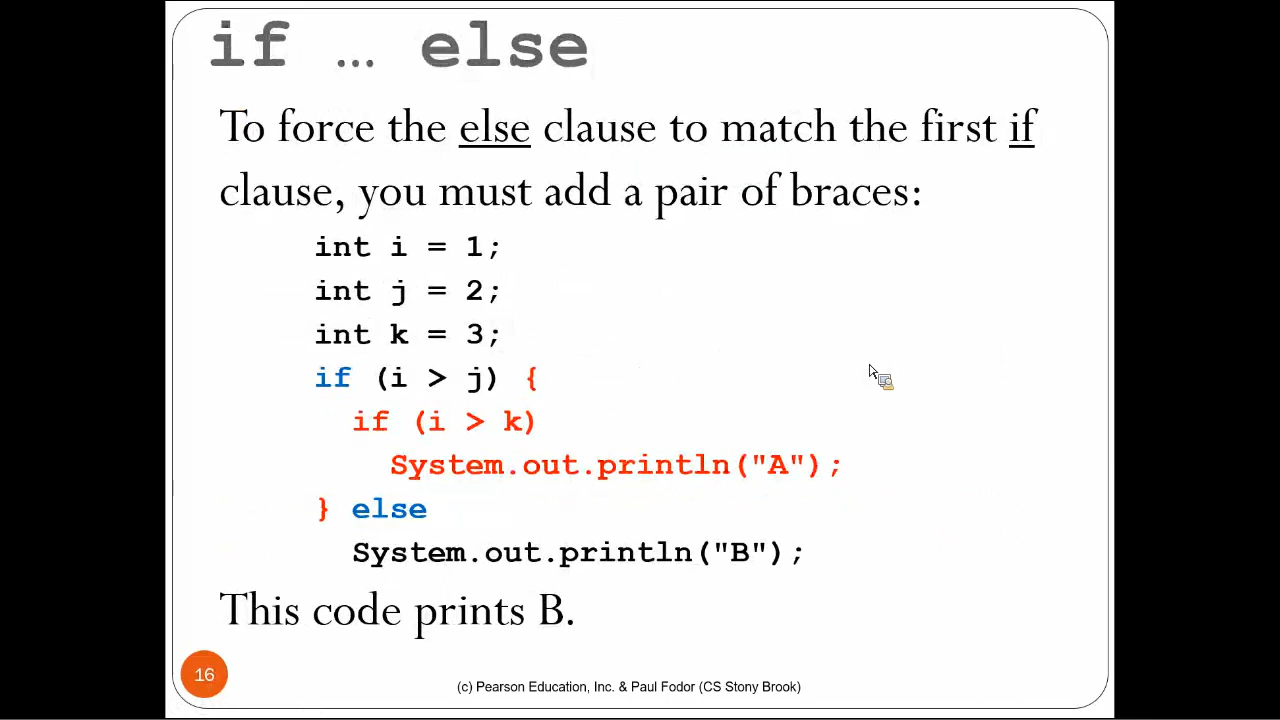 if … else
To force the else clause to match the first if
clause, you must add a pair of braces:
int i = 1;
int j = 2;
int k = 3;
if (i > j) {
if (i > k)
System.out.println("A");
} else
System.out.println("B");
This code prints B.
16
(c) Pearson Education, Inc. & Paul Fodor (CS Stony Brook)